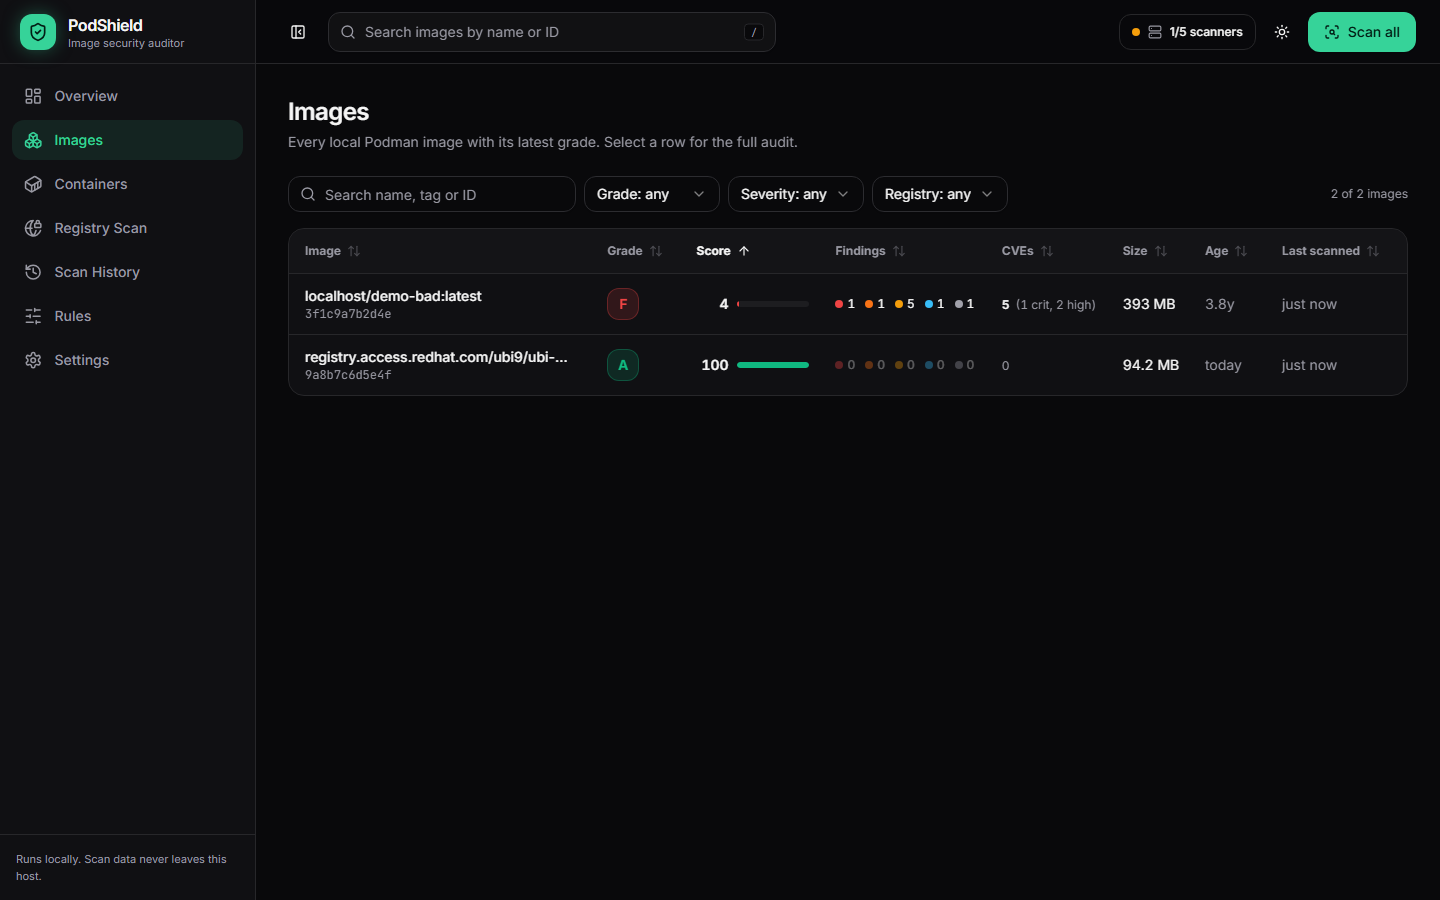 PodShield
Image security auditor
Search images by name or ID /
1/5 scanners
Scan all
Overview
Images
Containers
Registry Scan
Scan History
Rules
Settings
Runs locally. Scan data never leaves this
host.
Images
Every local Podman image with its latest grade. Select a row for the full audit.
Search name, tag or ID
Grade: any
Severity: any
Registry: any
2 of 2 images
Image Grade Score Findings CVEs Size Age Last scanned
localhost/demo-bad:latest F 4 1 1 5 1 1 5 (1 crit, 2 high) 393 MB 3.8y just now
3f1c9a7b2d4e
registry.access.redhat.com/ubi9/ubi-... A 100 0 0 0 0 0 0 94.2 MB today just now
9a8b7c6d5e4f